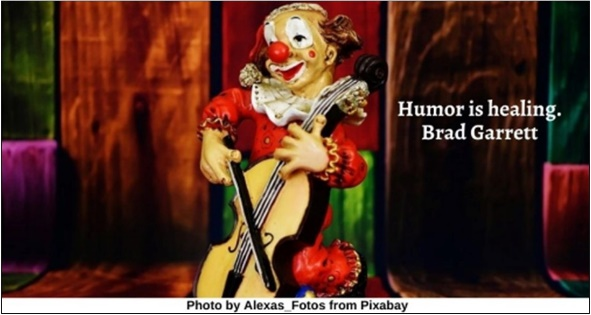 Humor is healing.
Brad Garrett
Photo by Alexas_Fotos from Pixabay